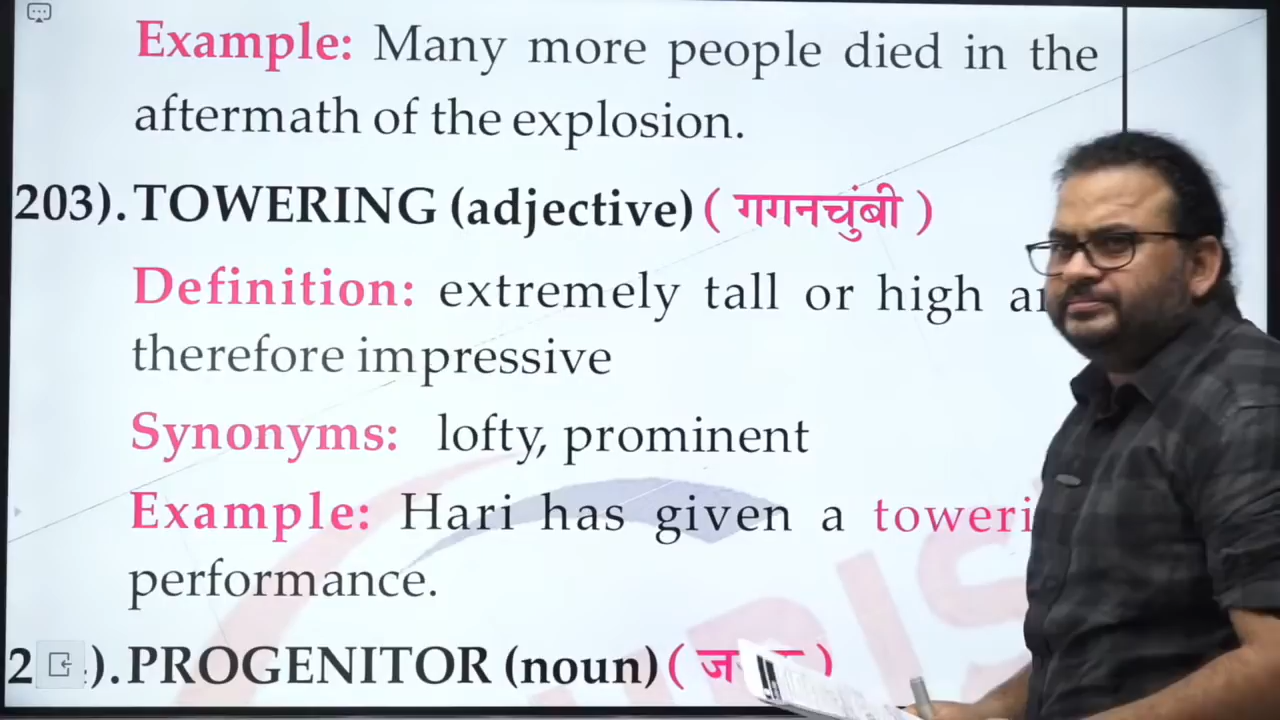 Example: Many more people died in the
aftermath of the explosion.
203). TOWERING (adjective) ( गगनचुंबी )
Definition: extremely tall or high
therefore impressive
Synonyms: lofty, prominent
Example: Hari has given a
performance.
PROGENITOR (noun)